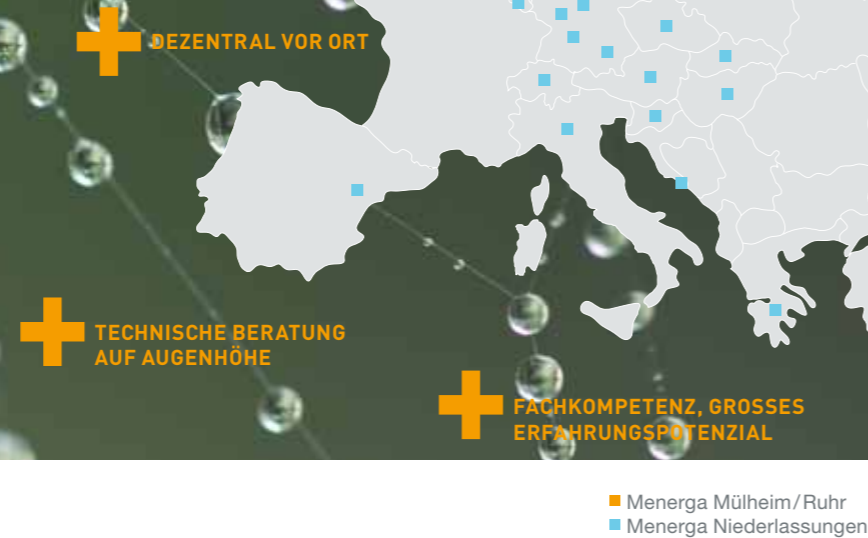 DEZENTRAL VOR ORT
TECHNISCHE BERATUNG
AUF AUGENHÖHE
FACHKOMPETENZ, GROSSES
ERFAHRUNGSPOTENZIAL
Menerga Mülheim/Ruhr
Menerga Niederlassungen